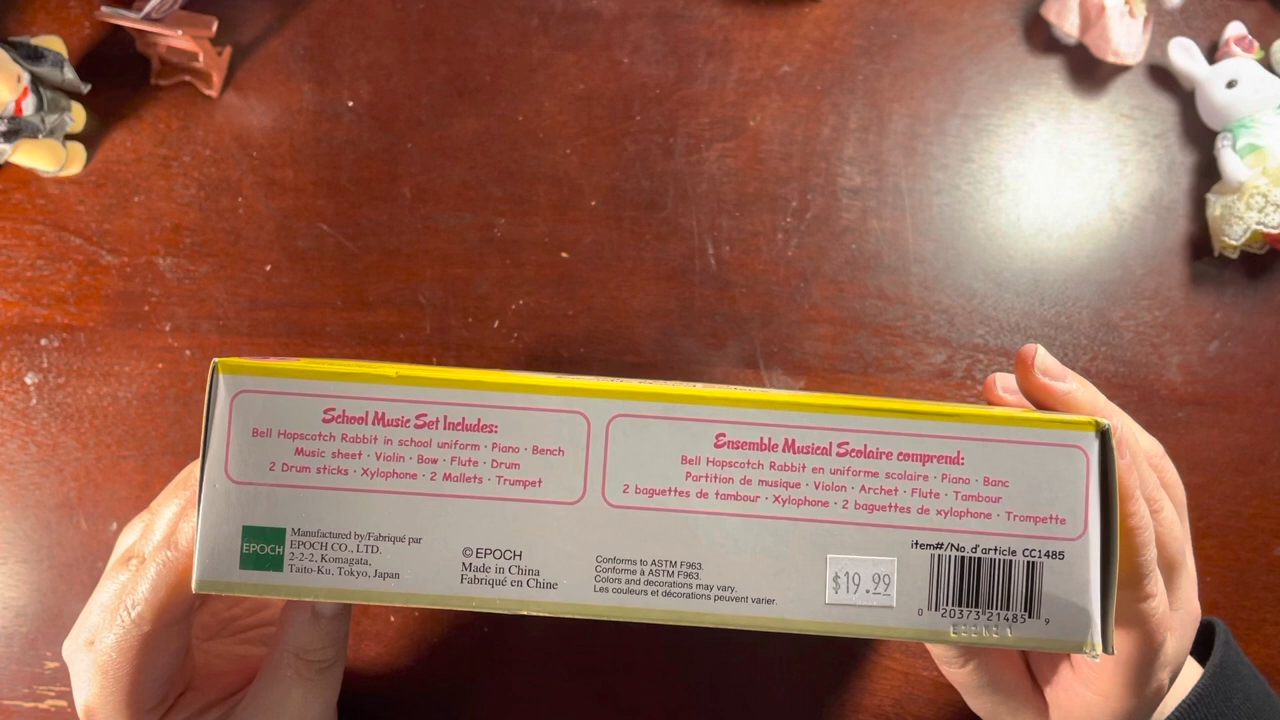 School Music Set Includes:
Bell Hopscotch Rabbit in school uniform • Piano • Bench
Music sheet • Violin • Bow • Flute • Drum
2 Drum sticks • Xylophone • 2 Mallets • Trumpet
Ensemble Musical Scolaire comprend:
Bell Hopscotch Rabbit en uniforme scolaire • Piano • Banc
Partition de musique • Violon • Archet • Flute • Tambour
2 baguettes de tambour • Xylophone • 2 baguettes de xylophone • Trompette
EPOCH
Manufactured by/Fabriqué par
EPOCH CO., LTD.
2-2-2, Komagata,
Taito-Ku, Tokyo, Japan
© EPOCH
Made in China
Fabriqué en Chine
Conforms to ASTM F963.
Conforme à ASTM F963.
Colors and decorations may vary.
Les couleurs et décorations peuvent varier.
$19.99
item#/No.d'article CC1485
0 20373 21485 9